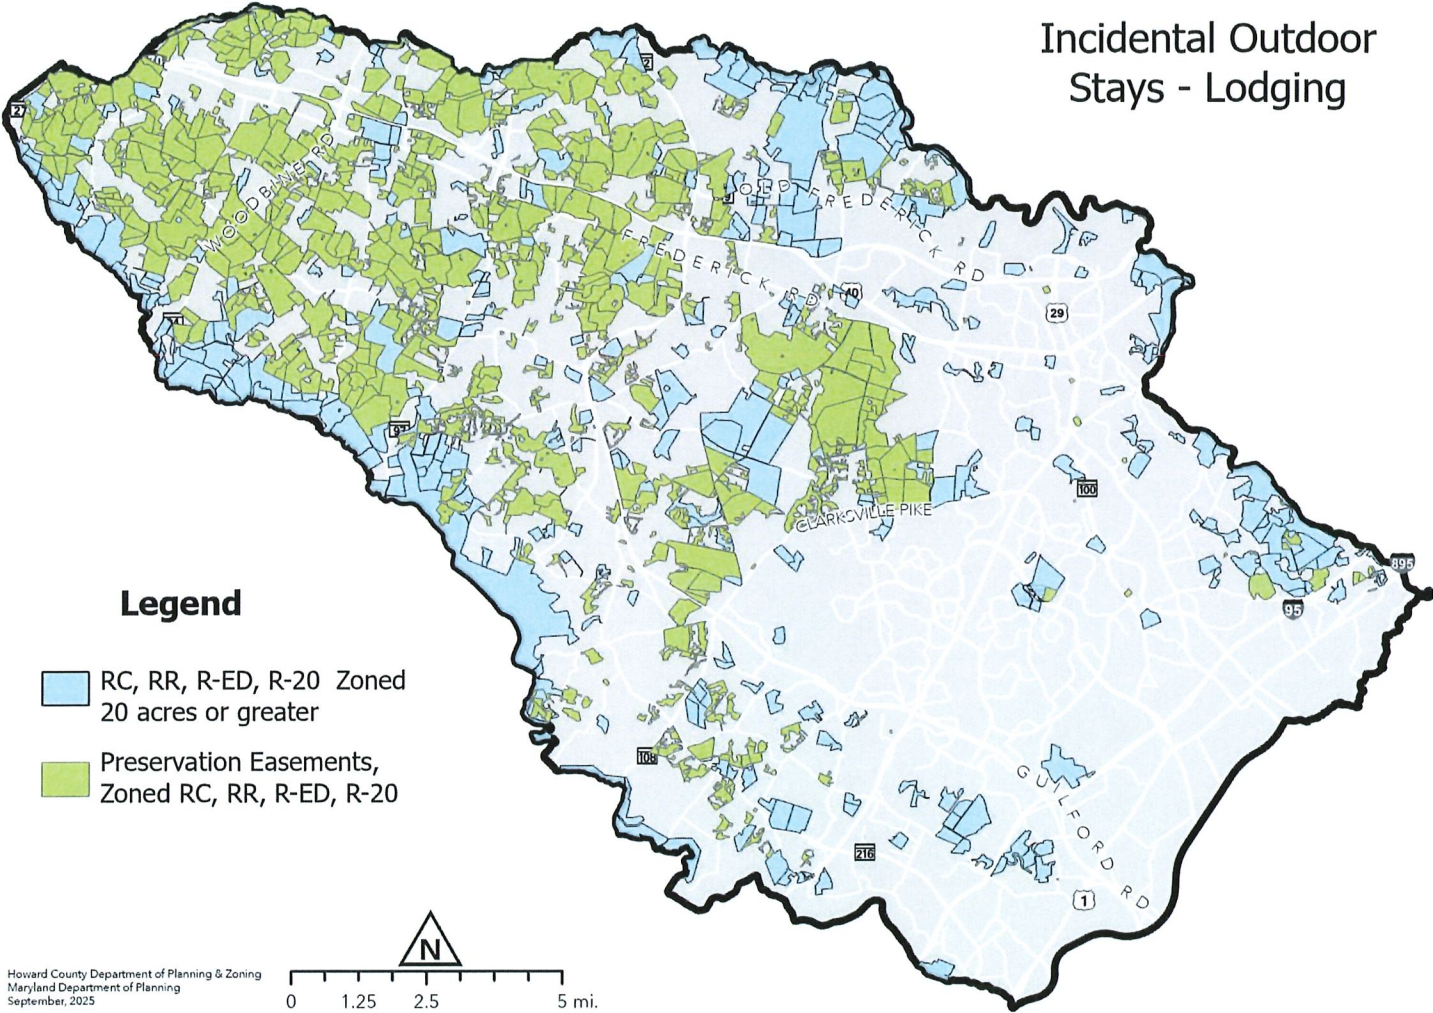 Incidental Outdoor
Stays - Lodging
2
WOODBINE RD
OLD FREDERICK RD
FREDERICK RD
40
29
97
100
CLARKSVILLE PIKE
895
95
Legend
RC, RR, R-ED, R-20 Zoned
20 acres or greater
Preservation Easements,
Zoned RC, RR, R-ED, R-20
108
GUILFORD RD
216
1
N
Howard County Department of Planning & Zoning
Maryland Department of Planning
September, 2025
0 1.25 2.5 5 mi.